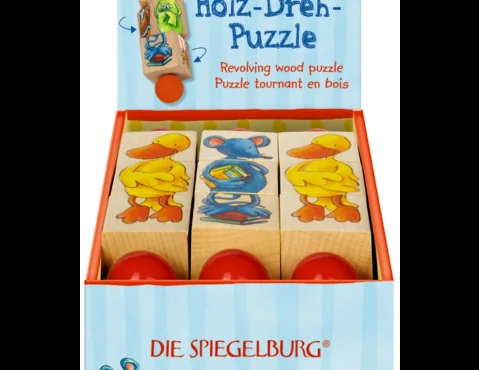 Holz-Dreh-
Puzzle
Revolving wood puzzle
Puzzle tournant en bois
DIE SPIEGELBURG®